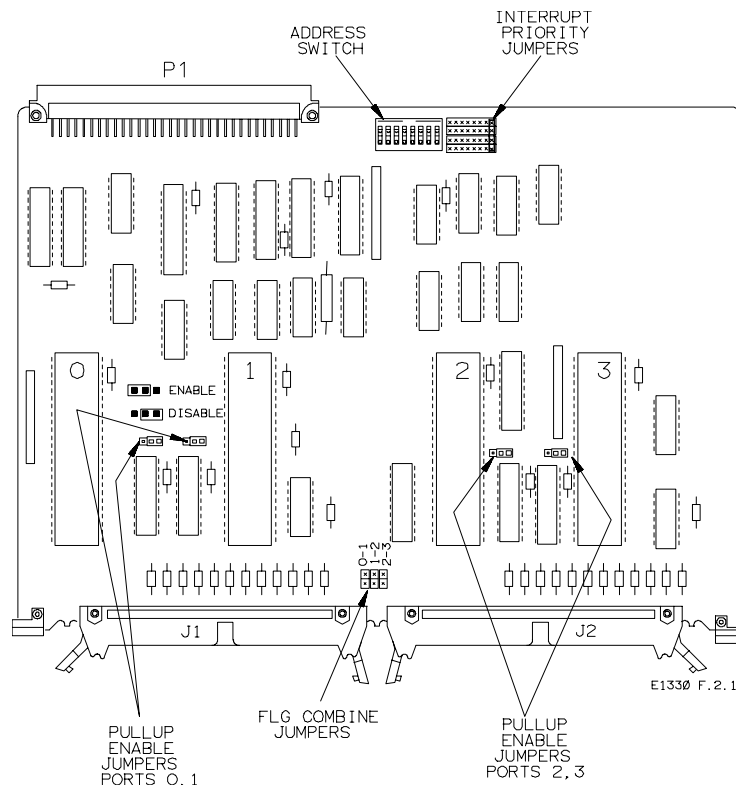 ADDRESS
SWITCH
INTERRUPT
PRIORITY
JUMPERS
P1
0
ENABLE
DISABLE
1
2
3
0-1
1-2
2-3
J1
J2
E1330 F.2.1
PULLUP
ENABLE
JUMPERS
PORTS 0,1
FLG COMBINE
JUMPERS
PULLUP
ENABLE
JUMPERS
PORTS 2,3